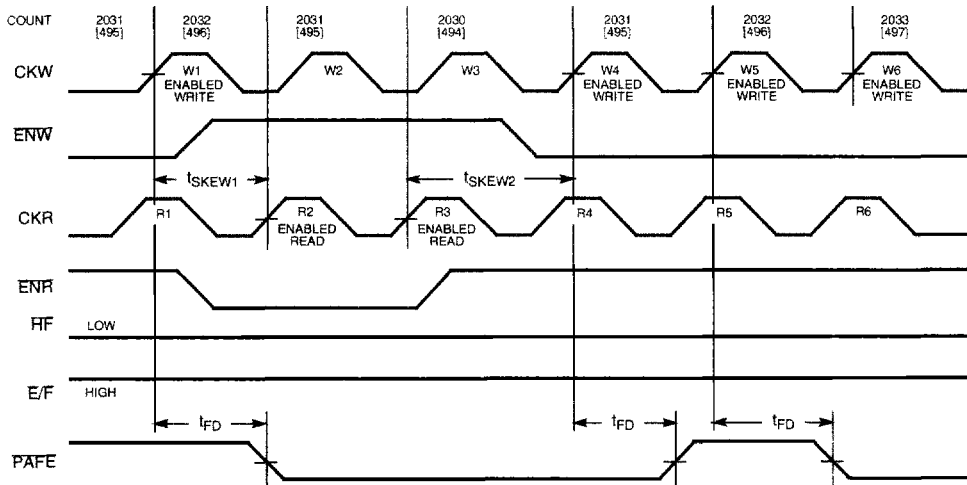 COUNT 2031 2032 2031 2030 2031 2032 2033
[495] [496] [495] [494] [495] [496] [497]
CKW W1 W2 W3 W4 W5 W6
ENABLED WRITE ENABLED WRITE ENABLED WRITE ENABLED WRITE
ENW
tSKEW1 tSKEW2
CKR R1 R2 R3 R4 R5 R6
ENABLED READ ENABLED READ
ENR
HF LOW
E/F HIGH
tFD tFD tFD
PAFE